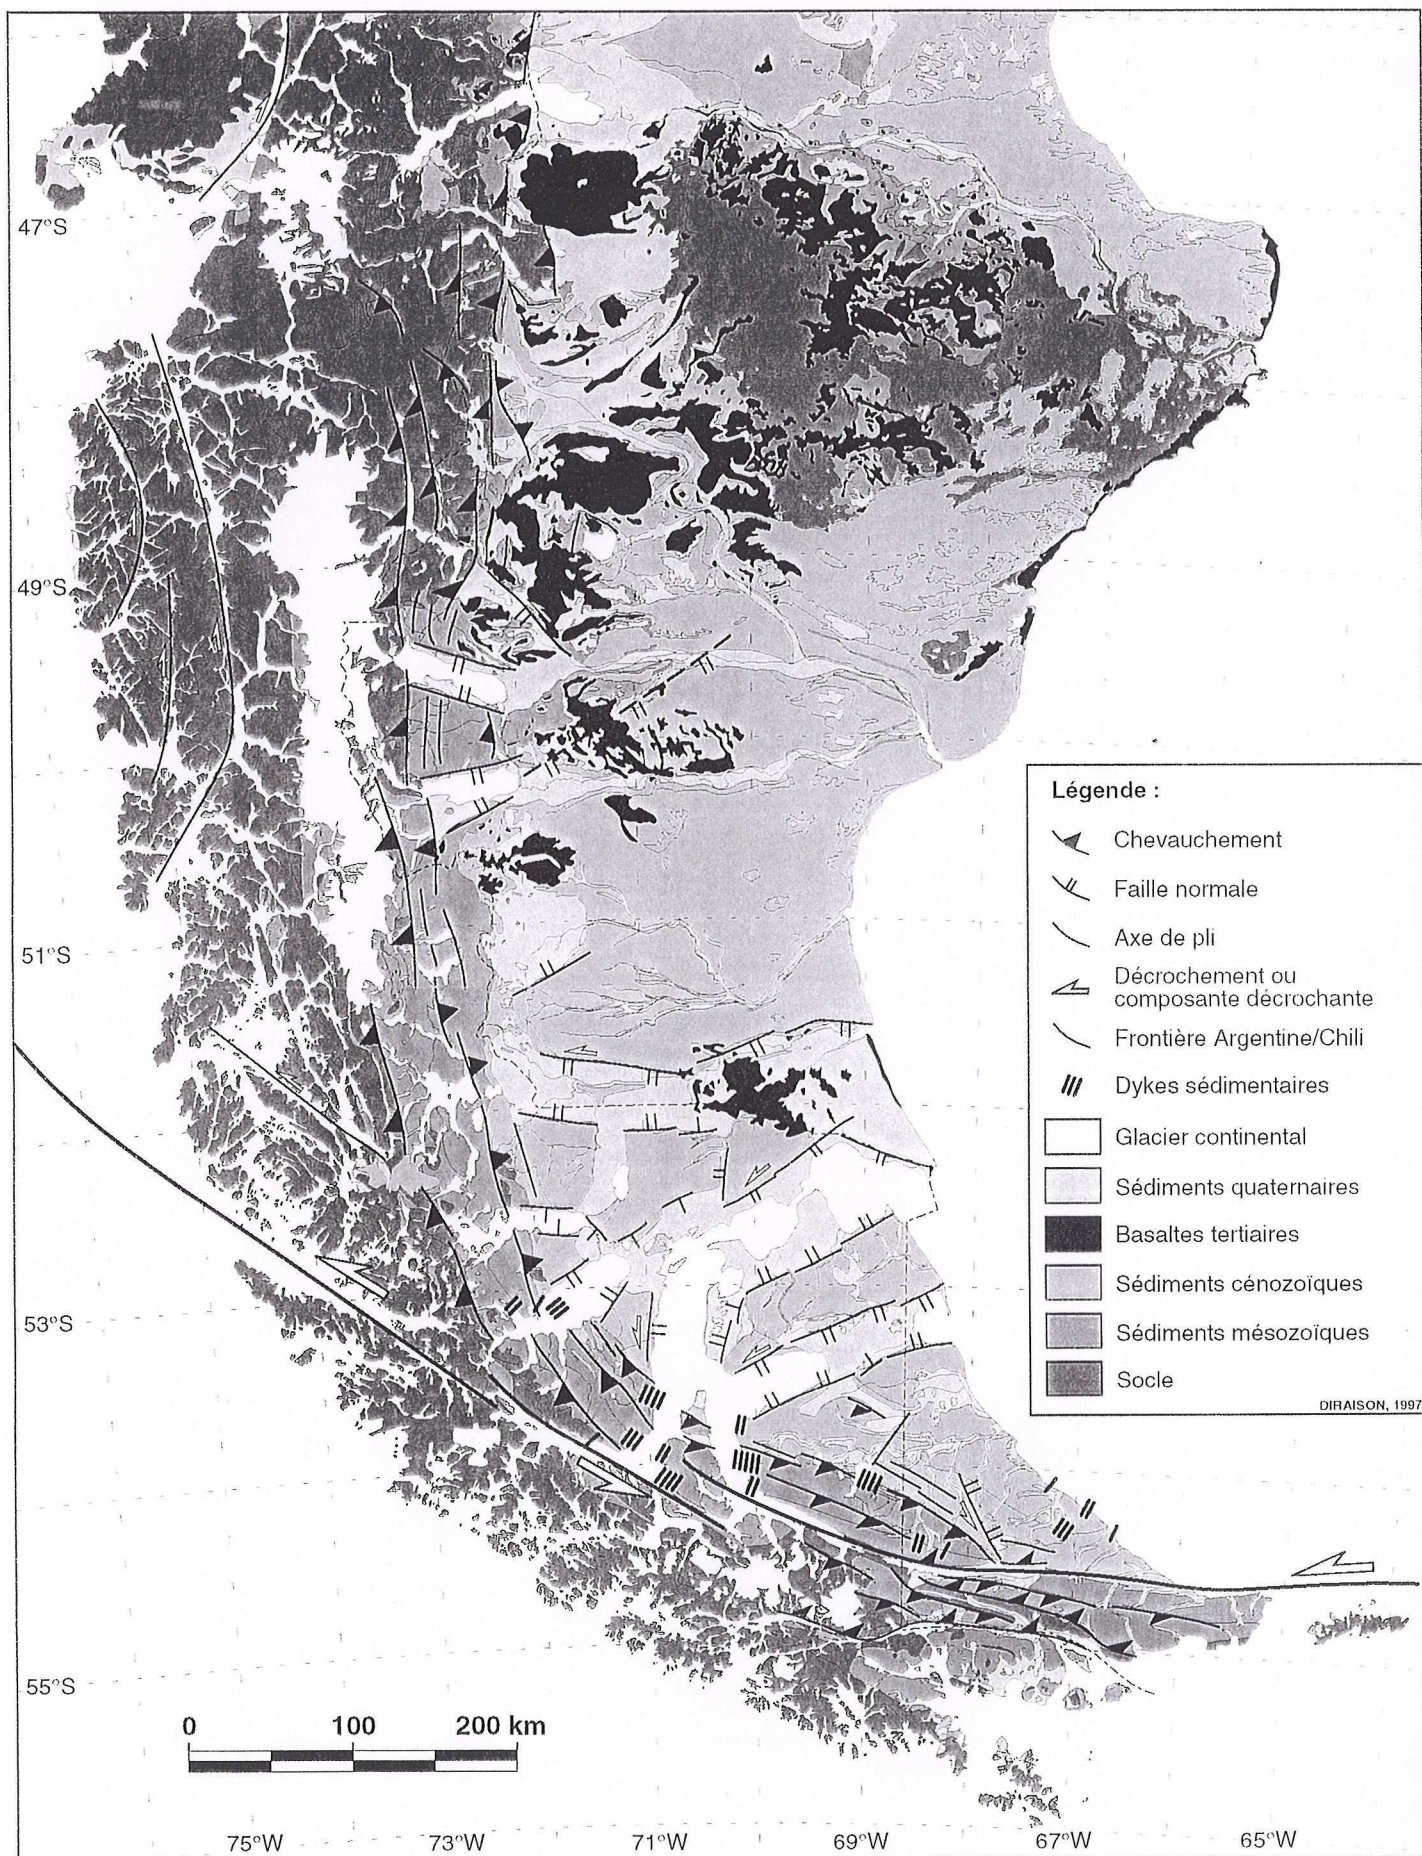 47°S
49°S
51°S
53°S
55°S
Légende :
Chevauchement
Faille normale
Axe de pli
Décrochement ou
composante décrochante
Frontière Argentine/Chili
Dykes sédimentaires
Glacier continental
Sédiments quaternaires
Basaltes tertiaires
Sédiments cénozoïques
Sédiments mésozoïques
Socle
DIRAISON, 1997
0 100 200 km
75°W 73°W 71°W 69°W 67°W 65°W